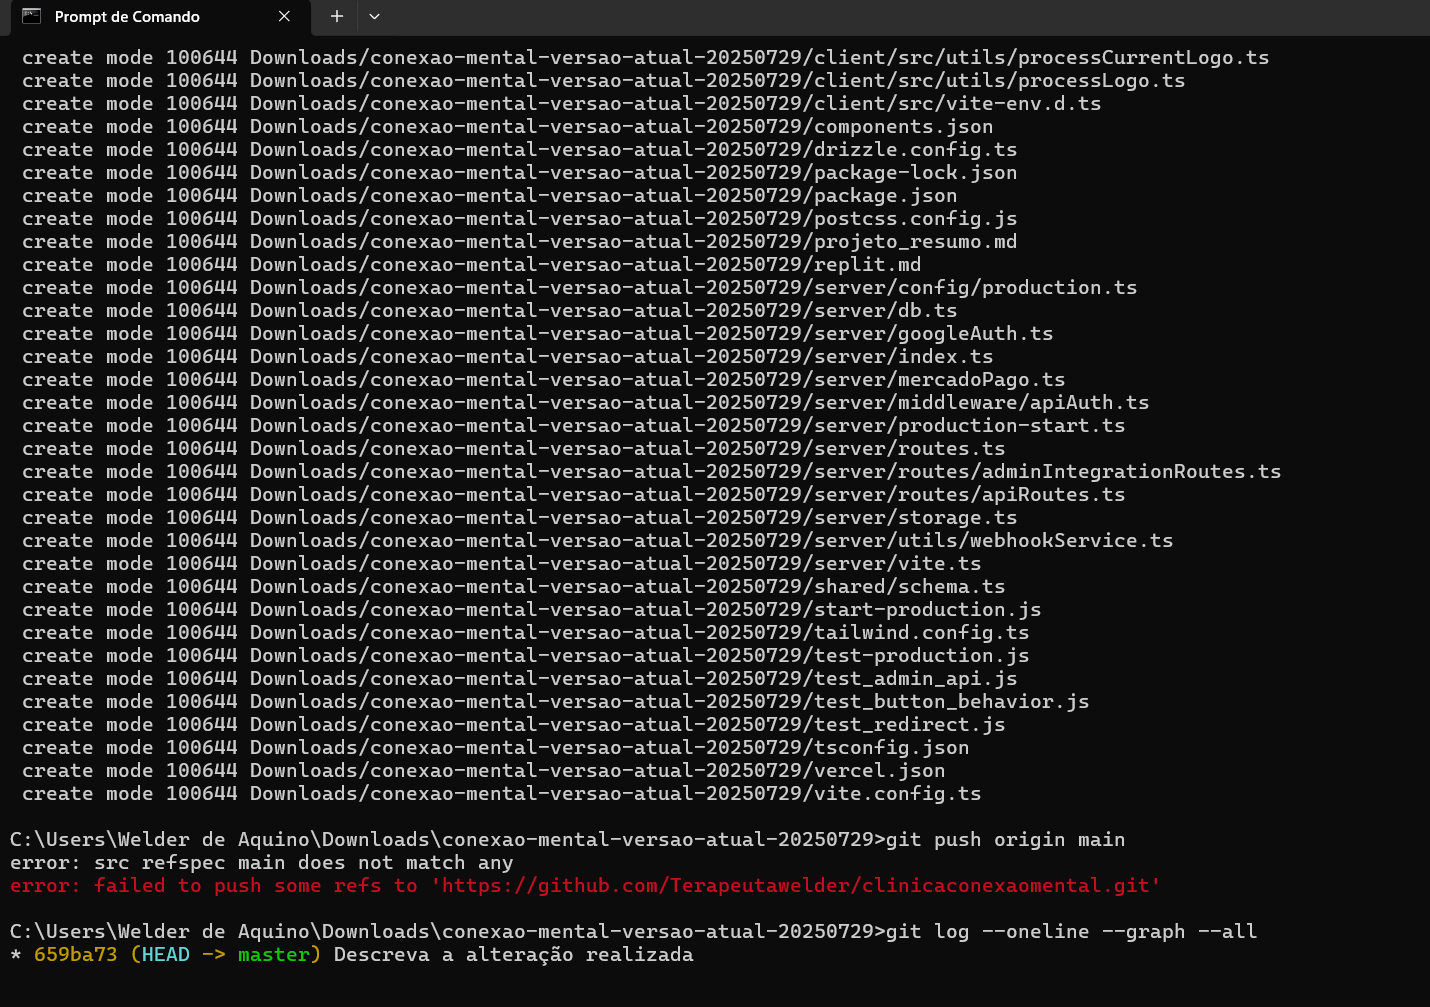 Prompt de Comando
create mode 100644 Downloads/conexao-mental-versao-atual-20250729/client/src/utils/processCurrentLogo.ts
create mode 100644 Downloads/conexao-mental-versao-atual-20250729/client/src/utils/processLogo.ts
create mode 100644 Downloads/conexao-mental-versao-atual-20250729/client/src/vite-env.d.ts
create mode 100644 Downloads/conexao-mental-versao-atual-20250729/components.json
create mode 100644 Downloads/conexao-mental-versao-atual-20250729/drizzle.config.ts
create mode 100644 Downloads/conexao-mental-versao-atual-20250729/package-lock.json
create mode 100644 Downloads/conexao-mental-versao-atual-20250729/package.json
create mode 100644 Downloads/conexao-mental-versao-atual-20250729/postcss.config.js
create mode 100644 Downloads/conexao-mental-versao-atual-20250729/projeto_resumo.md
create mode 100644 Downloads/conexao-mental-versao-atual-20250729/replit.md
create mode 100644 Downloads/conexao-mental-versao-atual-20250729/server/config/production.ts
create mode 100644 Downloads/conexao-mental-versao-atual-20250729/server/db.ts
create mode 100644 Downloads/conexao-mental-versao-atual-20250729/server/googleAuth.ts
create mode 100644 Downloads/conexao-mental-versao-atual-20250729/server/index.ts
create mode 100644 Downloads/conexao-mental-versao-atual-20250729/server/mercadoPago.ts
create mode 100644 Downloads/conexao-mental-versao-atual-20250729/server/middleware/apiAuth.ts
create mode 100644 Downloads/conexao-mental-versao-atual-20250729/server/production-start.ts
create mode 100644 Downloads/conexao-mental-versao-atual-20250729/server/routes.ts
create mode 100644 Downloads/conexao-mental-versao-atual-20250729/server/routes/adminIntegrationRoutes.ts
create mode 100644 Downloads/conexao-mental-versao-atual-20250729/server/routes/apiRoutes.ts
create mode 100644 Downloads/conexao-mental-versao-atual-20250729/server/storage.ts
create mode 100644 Downloads/conexao-mental-versao-atual-20250729/server/utils/webhookService.ts
create mode 100644 Downloads/conexao-mental-versao-atual-20250729/server/vite.ts
create mode 100644 Downloads/conexao-mental-versao-atual-20250729/shared/schema.ts
create mode 100644 Downloads/conexao-mental-versao-atual-20250729/start-production.js
create mode 100644 Downloads/conexao-mental-versao-atual-20250729/tailwind.config.ts
create mode 100644 Downloads/conexao-mental-versao-atual-20250729/test-production.js
create mode 100644 Downloads/conexao-mental-versao-atual-20250729/test_admin_api.js
create mode 100644 Downloads/conexao-mental-versao-atual-20250729/test_button_behavior.js
create mode 100644 Downloads/conexao-mental-versao-atual-20250729/test_redirect.js
create mode 100644 Downloads/conexao-mental-versao-atual-20250729/tsconfig.json
create mode 100644 Downloads/conexao-mental-versao-atual-20250729/vercel.json
create mode 100644 Downloads/conexao-mental-versao-atual-20250729/vite.config.ts
C:\Users\Welder de Aquino\Downloads\conexao-mental-versao-atual-20250729>git push origin main
error: src refspec main does not match any
error: failed to push some refs to 'https://github.com/Terapeutawelder/clinicaconexaomental.git'
C:\Users\Welder de Aquino\Downloads\conexao-mental-versao-atual-20250729>git log --oneline --graph --all
* 659ba73 (HEAD -> master) Descreva a alteração realizada